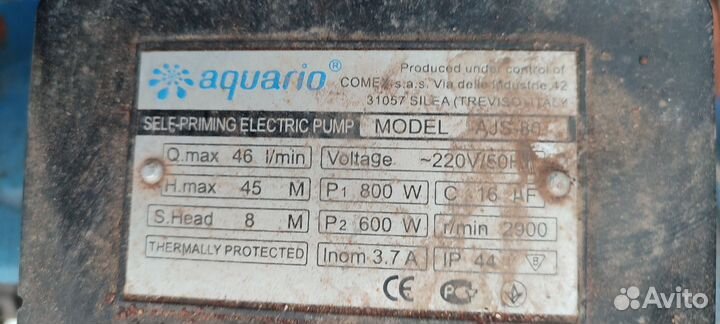 aquario®
Produced under control of
COMEX s.a.s. Via delle Industrie, 42
31057 SILEA (TREVISO) ITALY
SELF-PRIMING ELECTRIC PUMP MODEL
Q.max 46 l/min Voltage ~220V/50Hz
H.max 45 M P1 800 W C 16 µF
S.Head 8 M P2 600 W r/min 2900
THERMALLY PROTECTED Inom 3.7 A IP 44 B
CE
Avito